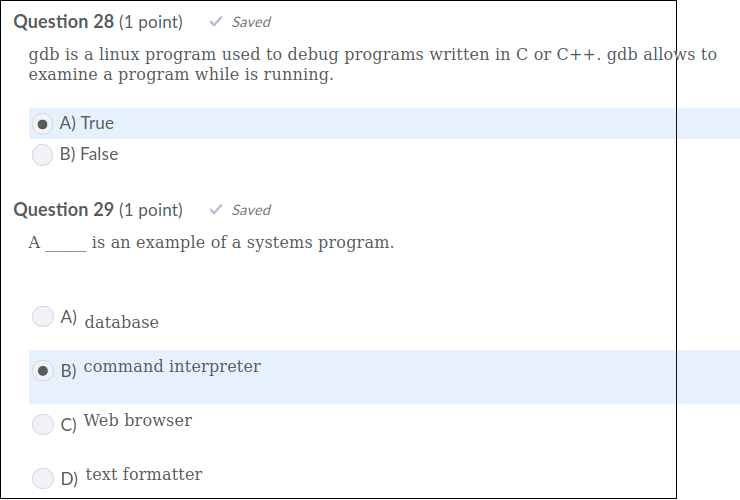 Question 28 (1 point) ✓ Saved
gdb is a linux program used to debug programs written in C or C++. gdb allows to
examine a program while is running.
A) True
B) False
Question 29 (1 point) ✓ Saved
A _____ is an example of a systems program.
A) database
B) command interpreter
C) Web browser
D) text formatter